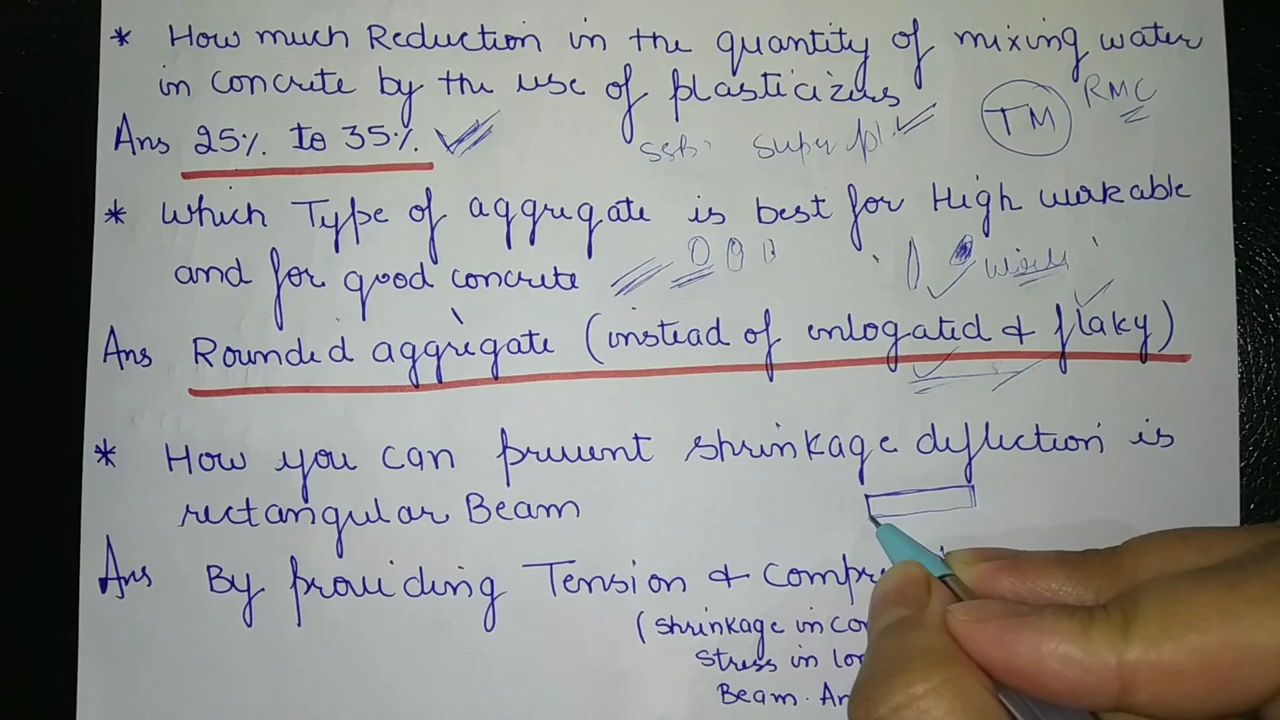 * How much Reduction in the quantity of mixing water
in concrete by the use of plasticizers
RMC
TM
Ans 25% to 35%
super pl
* Which Type of aggregate is best for High workable
and for good concrete
Ans Rounded aggregate (instead of enlogated & flaky)
* How you can prevent shrinkage deflection is
rectangular Beam
Ans By providing Tension & Compr
(shrinkage in co
stress in lo
Beam. An